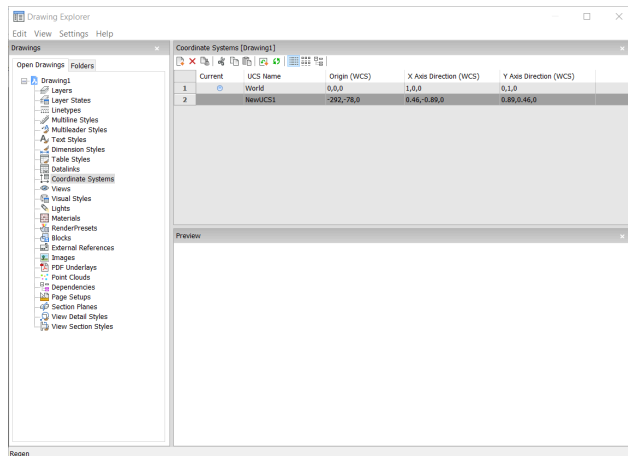 Drawing Explorer
Edit View Settings Help
Drawings
Open Drawings Folders
Drawing1
Layers
Layer States
Linetypes
Multiline Styles
Multileader Styles
Text Styles
Dimension Styles
Table Styles
Datalinks
Coordinate Systems
Views
Visual Styles
Lights
Materials
RenderPresets
Blocks
External References
Images
PDF Underlays
Point Clouds
Dependencies
Page Setups
Section Planes
View Detail Styles
View Section Styles
Coordinate Systems [Drawing1]
Current UCS Name Origin (WCS) X Axis Direction (WCS) Y Axis Direction (WCS)
1 World 0,0,0 1,0,0 0,1,0
2 NewUCS1 -292,-78,0 0.46,-0.89,0 0.89,0.46,0
Preview
Regen